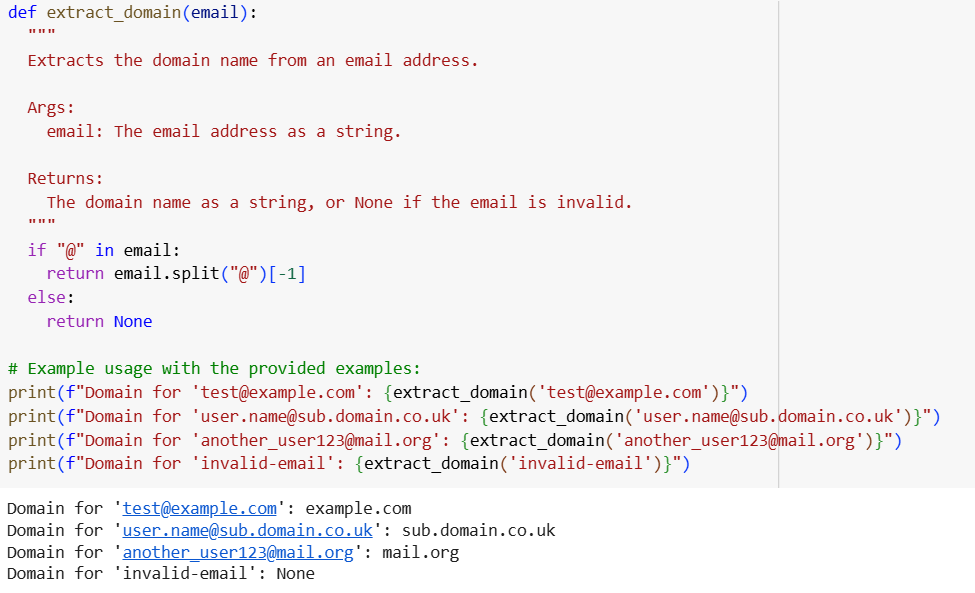 def extract_domain(email):
  """
  Extracts the domain name from an email address.

  Args:
    email: The email address as a string.

  Returns:
    The domain name as a string, or None if the email is invalid.
  """
  if "@" in email:
    return email.split("@")[-1]
  else:
    return None

# Example usage with the provided examples:
print(f"Domain for 'test@example.com': {extract_domain('test@example.com')}")
print(f"Domain for 'user.name@sub.domain.co.uk': {extract_domain('user.name@sub.domain.co.uk')}")
print(f"Domain for 'another_user123@mail.org': {extract_domain('another_user123@mail.org')}")
print(f"Domain for 'invalid-email': {extract_domain('invalid-email')}")
Domain for 'test@example.com': example.com
Domain for 'user.name@sub.domain.co.uk': sub.domain.co.uk
Domain for 'another_user123@mail.org': mail.org
Domain for 'invalid-email': None